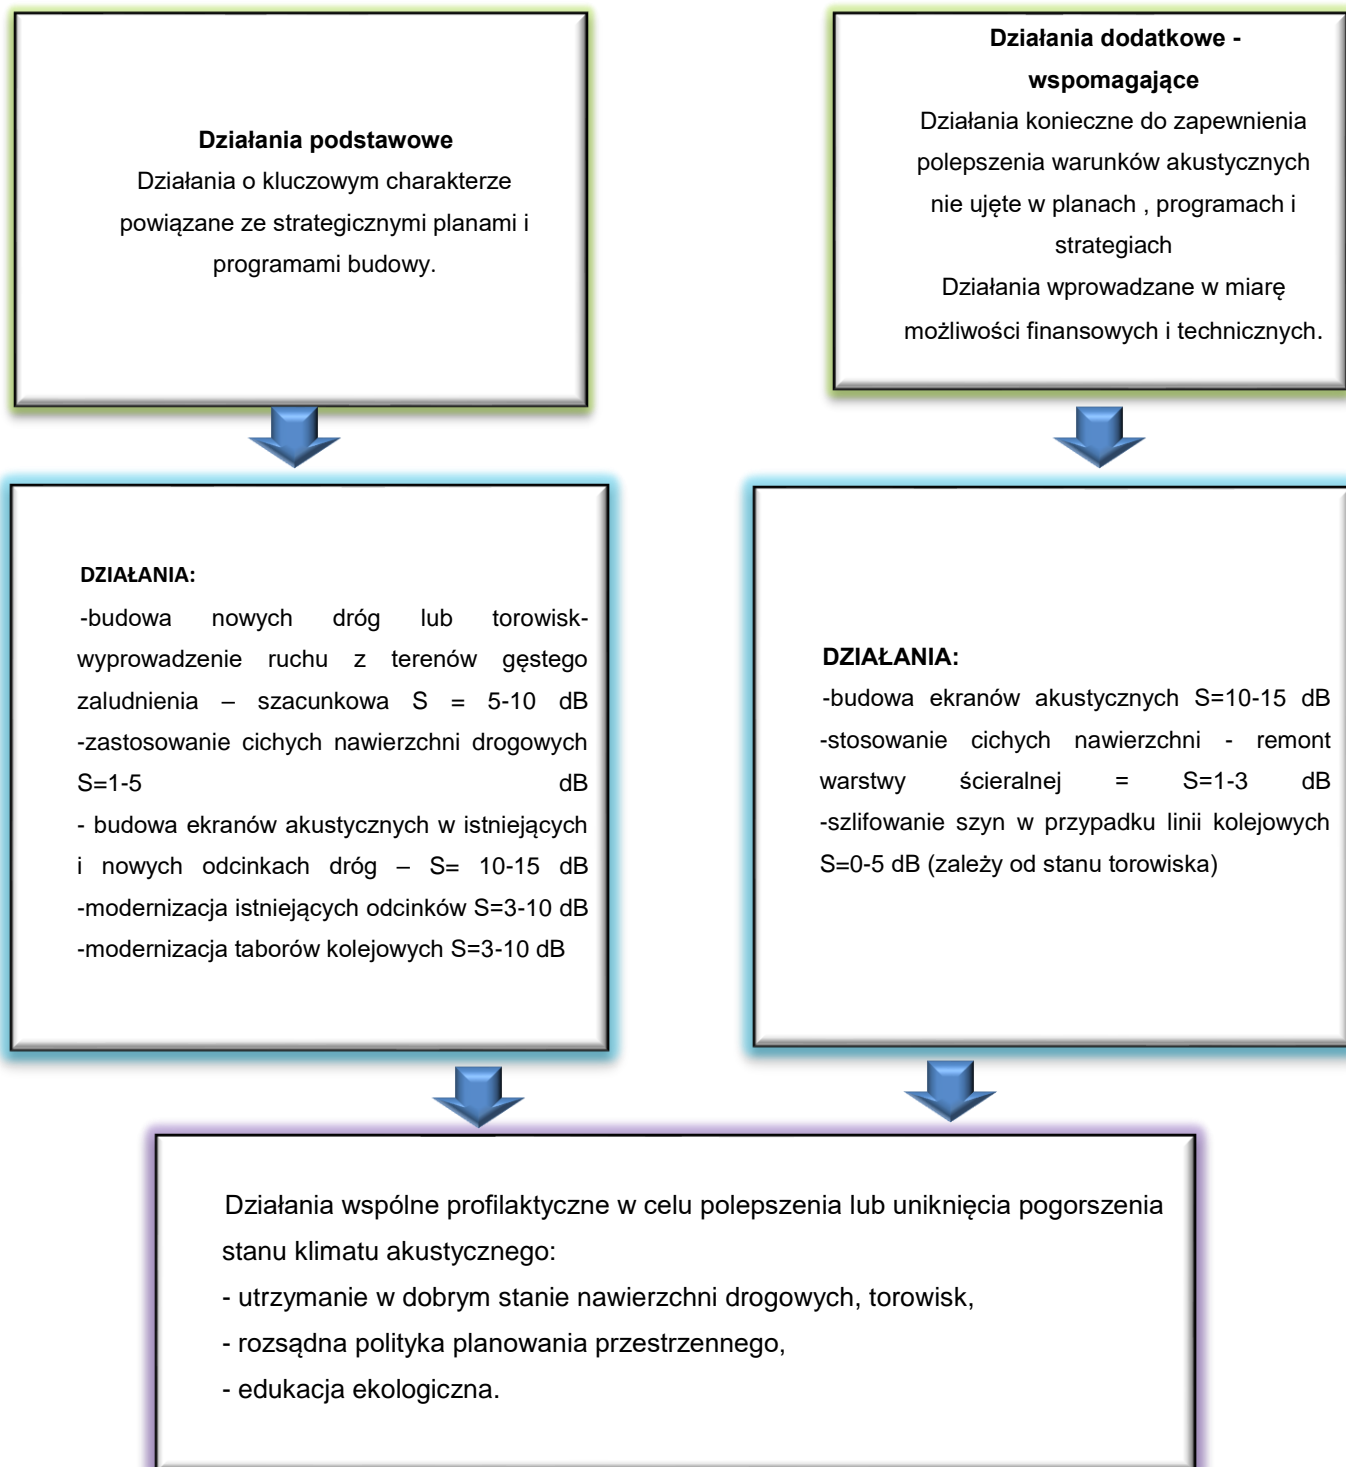 Działania podstawowe
Działania o kluczowym charakterze
powiązane ze strategicznymi planami i
programami budowy.
Działania dodatkowe -
wspomagające
Działania konieczne do zapewnienia
polepszenia warunków akustycznych
nie ujęte w planach , programach i
strategiach
Działania wprowadzane w miarę
możliwości finansowych i technicznych.
DZIAŁANIA:
-budowa nowych dróg lub torowisk-
wyprowadzenie ruchu z terenów gęstego
zaludnienia – szacunkowa S = 5-10 dB
-zastosowanie cichych nawierzchni drogowych
S=1-5 dB
- budowa ekranów akustycznych w istniejących
i nowych odcinkach dróg – S= 10-15 dB
-modernizacja istniejących odcinków S=3-10 dB
-modernizacja taborów kolejowych S=3-10 dB
DZIAŁANIA:
-budowa ekranów akustycznych S=10-15 dB
-stosowanie cichych nawierzchni - remont
warstwy ścieralnej = S=1-3 dB
-szlifowanie szyn w przypadku linii kolejowych
S=0-5 dB (zależy od stanu torowiska)
Działania wspólne profilaktyczne w celu polepszenia lub uniknięcia pogorszenia
stanu klimatu akustycznego:
- utrzymanie w dobrym stanie nawierzchni drogowych, torowisk,
- rozsądna polityka planowania przestrzennego,
- edukacja ekologiczna.